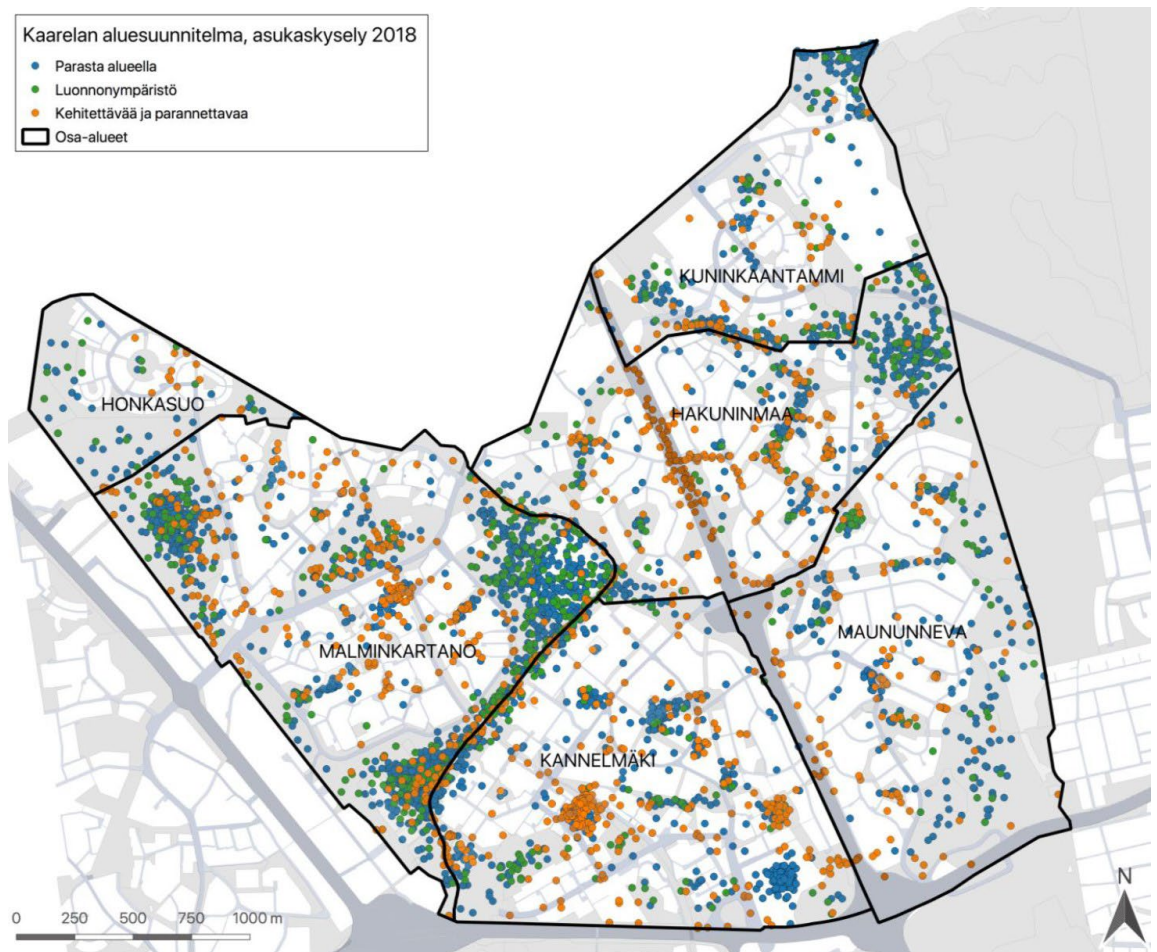 Kaarelan aluesuunnitelma, asukaskysely 2018
Parasta alueella
Luonnonympäristö
Kehitettävää ja parannettavaa
Osa-alueet
KUNINKAANTAMMI
HONKASUO
HAKUNINMAA
MALMINKARTANO
MAUNUNNEVA
KANNELMÄKI
N
0 250 500 750 1000 m